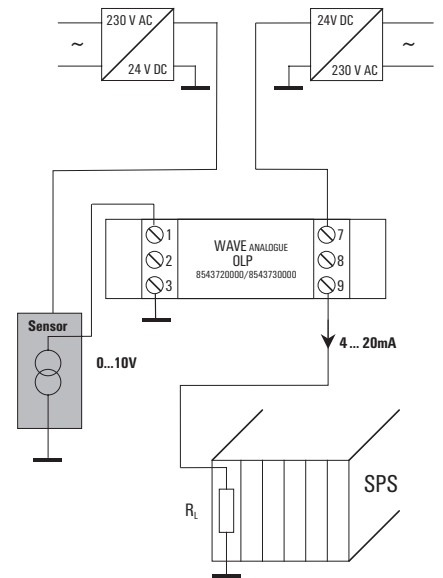 230 V AC
~
24 V DC
24V DC
~
230 V AC
1
2
3
WAVE ANALOGUE
OLP
8543720000/8543730000
7
8
9
Sensor
0...10V
4 ... 20mA
SPS
RL